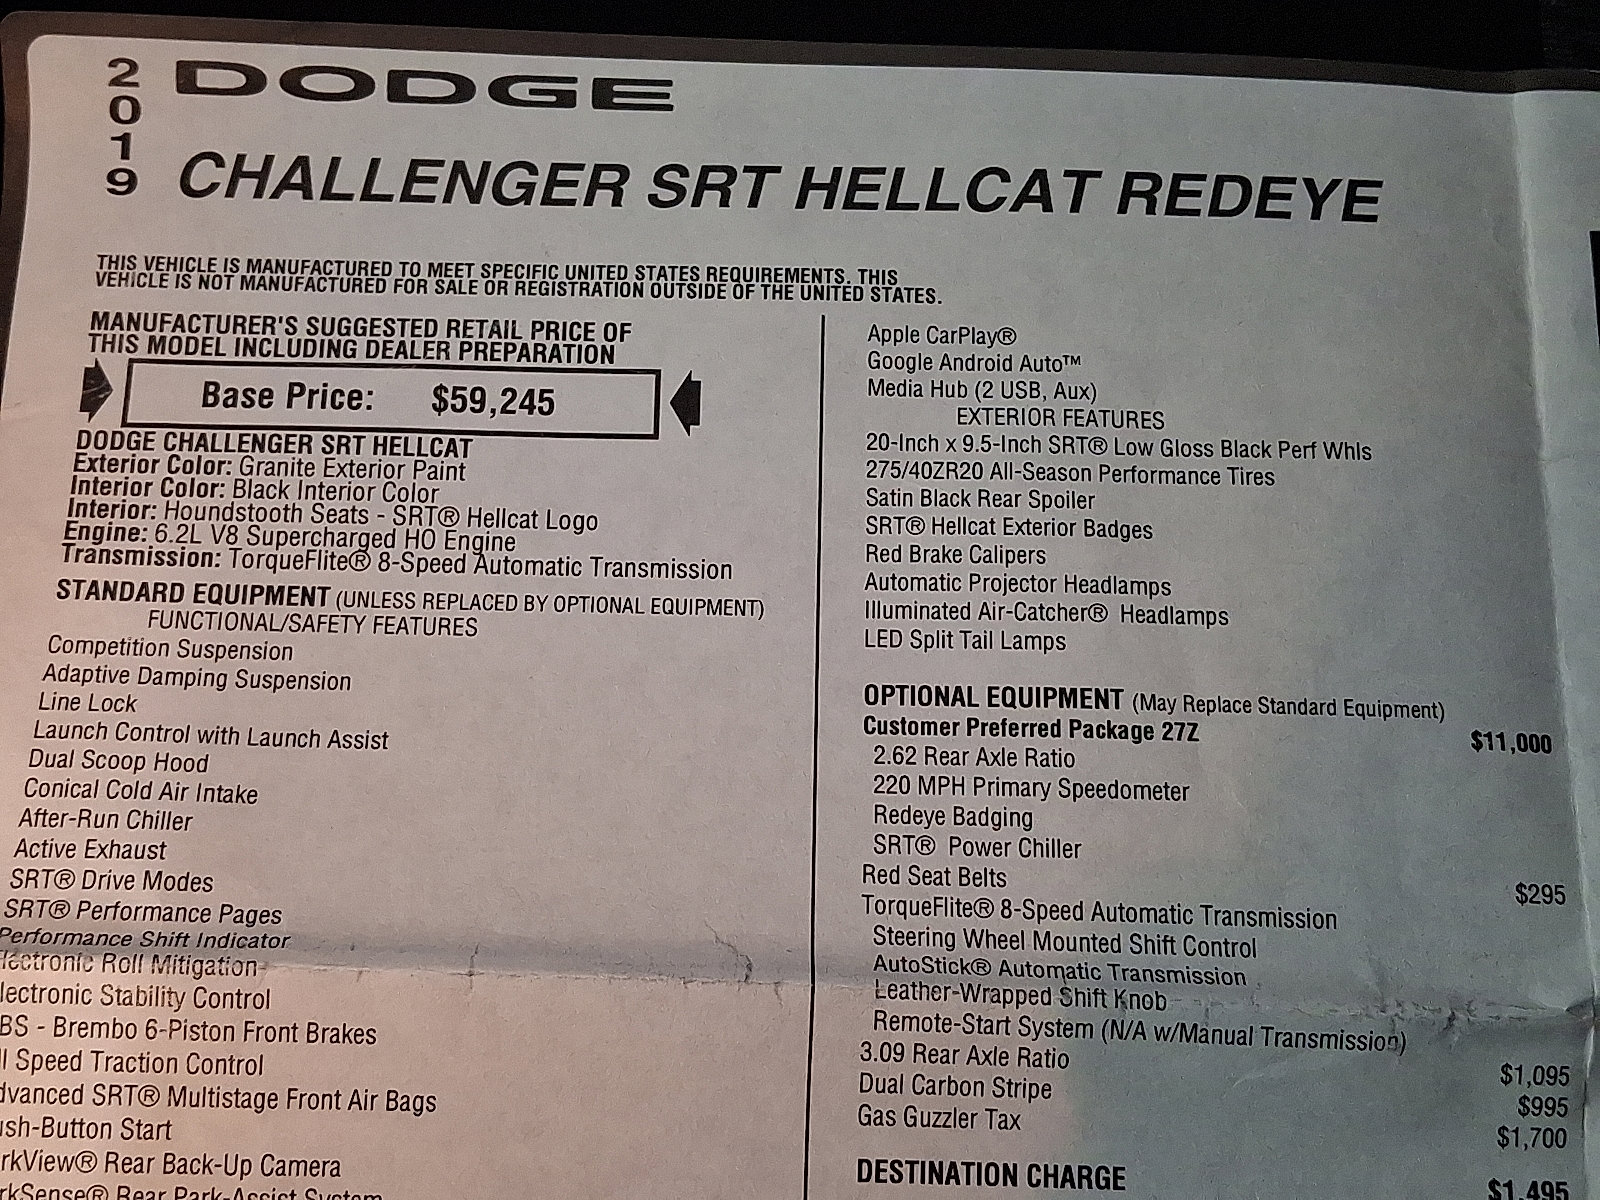 2019 DODGE
CHALLENGER SRT HELLCAT REDEYE
THIS VEHICLE IS MANUFACTURED TO MEET SPECIFIC UNITED STATES REQUIREMENTS. THIS
VEHICLE IS NOT MANUFACTURED FOR SALE OR REGISTRATION OUTSIDE OF THE UNITED STATES.
MANUFACTURER'S SUGGESTED RETAIL PRICE OF
THIS MODEL INCLUDING DEALER PREPARATION
Base Price: $59,245
DODGE CHALLENGER SRT HELLCAT
Exterior Color: Granite Exterior Paint
Interior Color: Black Interior Color
Interior: Houndstooth Seats - SRT® Hellcat Logo
Engine: 6.2L V8 Supercharged HO Engine
Transmission: TorqueFlite® 8-Speed Automatic Transmission
STANDARD EQUIPMENT (UNLESS REPLACED BY OPTIONAL EQUIPMENT)
FUNCTIONAL/SAFETY FEATURES
Competition Suspension
Adaptive Damping Suspension
Line Lock
Launch Control with Launch Assist
Dual Scoop Hood
Conical Cold Air Intake
After-Run Chiller
Active Exhaust
SRT® Drive Modes
SRT® Performance Pages
Performance Shift Indicator
lectronic Roll Mitigation
lectronic Stability Control
BS - Brembo 6-Piston Front Brakes
ll Speed Traction Control
dvanced SRT® Multistage Front Air Bags
ush-Button Start
rkView® Rear Back-Up Camera
rkSense® Rear Park-Assist System
Apple CarPlay®
Google Android Auto™
Media Hub (2 USB, Aux)
EXTERIOR FEATURES
20-Inch x 9.5-Inch SRT® Low Gloss Black Perf Whls
275/40ZR20 All-Season Performance Tires
Satin Black Rear Spoiler
SRT® Hellcat Exterior Badges
Red Brake Calipers
Automatic Projector Headlamps
Illuminated Air-Catcher® Headlamps
LED Split Tail Lamps
OPTIONAL EQUIPMENT (May Replace Standard Equipment)
Customer Preferred Package 27Z $11,000
2.62 Rear Axle Ratio
220 MPH Primary Speedometer
Redeye Badging
SRT® Power Chiller
Red Seat Belts $295
TorqueFlite® 8-Speed Automatic Transmission
Steering Wheel Mounted Shift Control
AutoStick® Automatic Transmission
Leather-Wrapped Shift Knob
Remote-Start System (N/A w/Manual Transmission)
3.09 Rear Axle Ratio $1,095
Dual Carbon Stripe $995
Gas Guzzler Tax $1,700
DESTINATION CHARGE $1,495